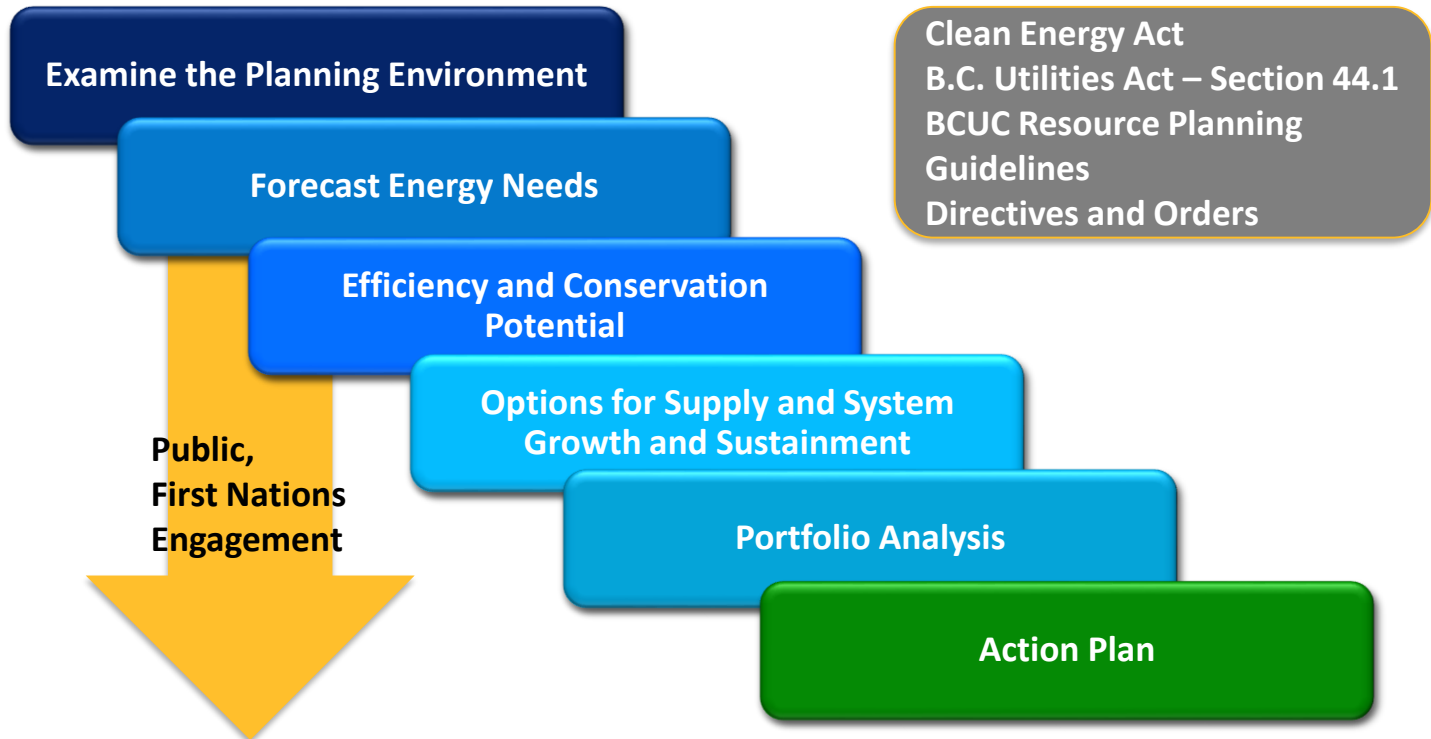 Examine the Planning Environment
Forecast Energy Needs
Efficiency and Conservation
Potential
Options for Supply and System
Growth and Sustainment
Portfolio Analysis
Action Plan
Public,
First Nations
Engagement
Clean Energy Act
B.C. Utilities Act – Section 44.1
BCUC Resource Planning
Guidelines
Directives and Orders